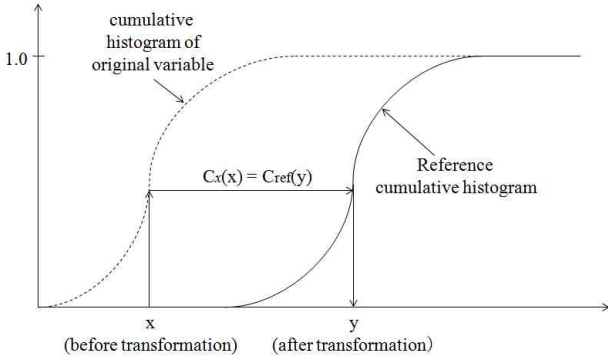 cumulative
histogram of
original variable
1.0
Cx(x) = Cref(y)
Reference
cumulative histogram
x
(before transformation)
y
(after transformation)